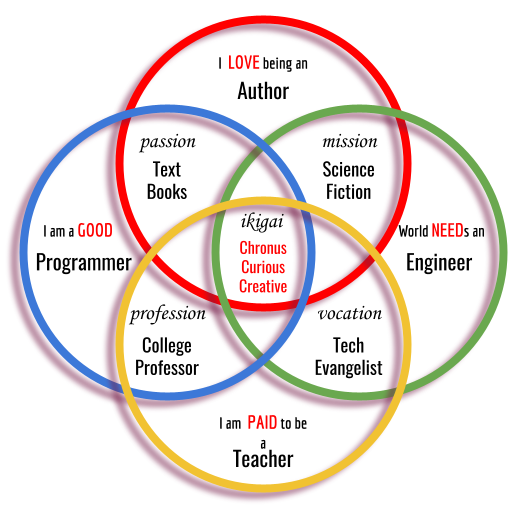 I LOVE being an
Author
passion
Text
Books
mission
Science
Fiction
I am a GOOD
Programmer
ikigai
Chronus
Curious
Creative
World NEEDs an
Engineer
profession
College
Professor
vocation
Tech
Evangelist
I am PAID to be
a
Teacher